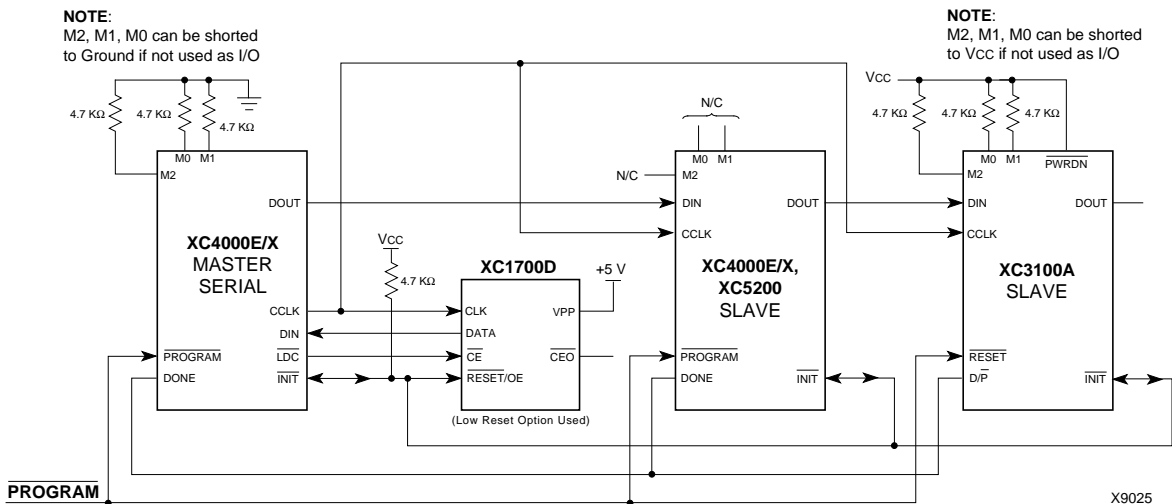 NOTE:
M2, M1, M0 can be shorted
to Ground if not used as I/O
NOTE:
M2, M1, M0 can be shorted
to VCC if not used as I/O
4.7 KΩ
4.7 KΩ
4.7 KΩ
M0 M1
M2
DOUT
XC4000E/X
MASTER
SERIAL
CCLK
DIN
PROGRAM
LDC
DONE
INIT
VCC
4.7 KΩ
XC1700D
+5 V
CLK
VPP
DATA
CE
CEO
RESET/OE
(Low Reset Option Used)
N/C
M0 M1
N/C
M2
DIN
DOUT
CCLK
XC4000E/X,
XC5200
SLAVE
PROGRAM
DONE
INIT
VCC
4.7 KΩ
4.7 KΩ
4.7 KΩ
M0 M1
PWRDN
M2
DIN
DOUT
CCLK
XC3100A
SLAVE
RESET
D/P
INIT
PROGRAM
X9025